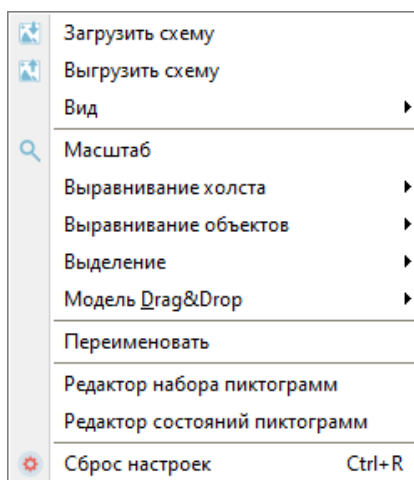 Загрузить схему
Выгрузить схему
Вид
Масштаб
Выравнивание холста
Выравнивание объектов
Выделение
Модель Drag&Drop
Переименовать
Редактор набора пиктограмм
Редактор состояний пиктограмм
Сброс настроек Ctrl+R